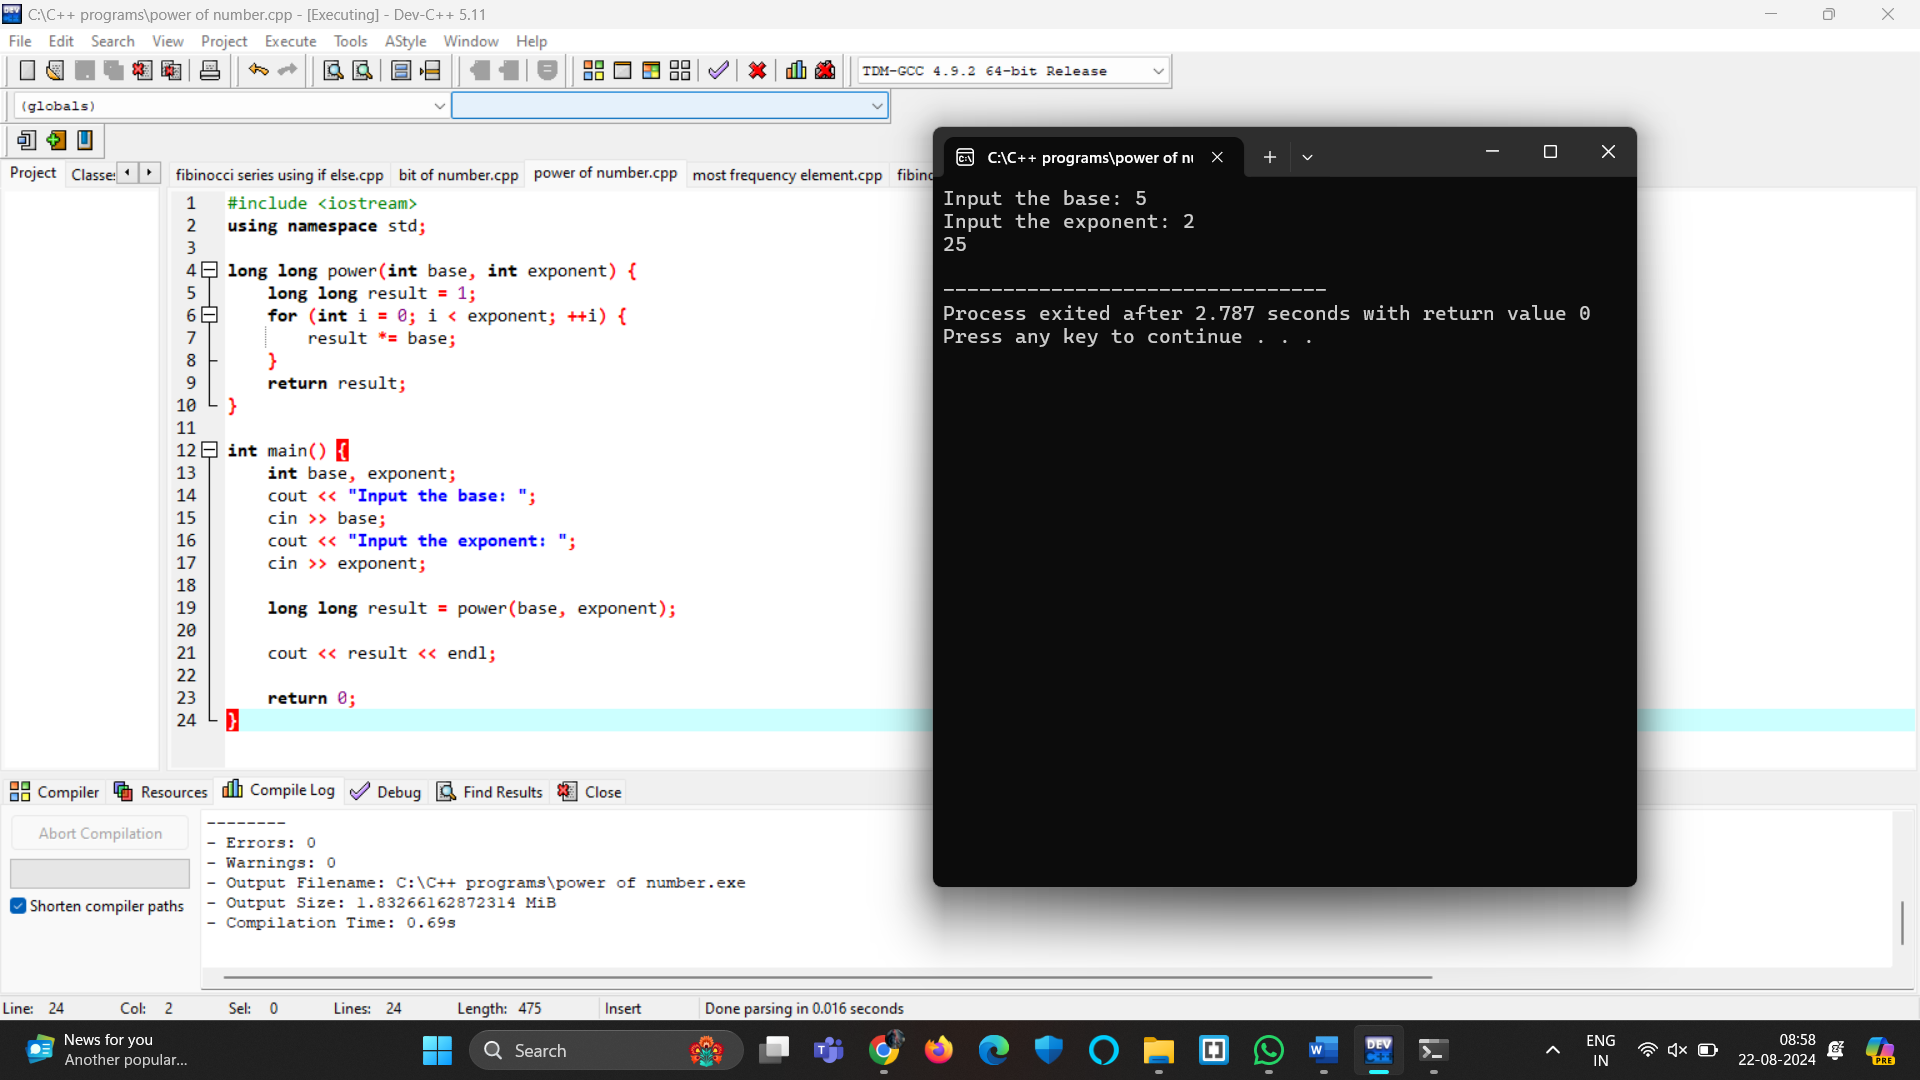 C:\C++ programs\power of number.cpp - [Executing] - Dev-C++ 5.11
File Edit Search View Project Execute Tools AStyle Window Help
TDM-GCC 4.9.2 64-bit Release
(globals)
Project Classe
fibinocci series using if else.cpp bit of number.cpp power of number.cpp most frequency element.cpp fibino
1 #include <iostream>
2 using namespace std;
3
4 long long power(int base, int exponent) {
5 long long result = 1;
6 for (int i = 0; i < exponent; ++i) {
7 result *= base;
8 }
9 return result;
10 }
11
12 int main() {
13 int base, exponent;
14 cout << "Input the base: ";
15 cin >> base;
16 cout << "Input the exponent: ";
17 cin >> exponent;
18
19 long long result = power(base, exponent);
20
21 cout << result << endl;
22
23 return 0;
24 }
C:\C++ programs\power of nu
Input the base: 5
Input the exponent: 2
25
--------------------------------
Process exited after 2.787 seconds with return value 0
Press any key to continue . . .
Compiler Resources Compile Log Debug Find Results Close
Abort Compilation
Shorten compiler paths
--------
- Errors: 0
- Warnings: 0
- Output Filename: C:\C++ programs\power of number.exe
- Output Size: 1.83266162872314 MiB
- Compilation Time: 0.69s
Line: 24 Col: 2 Sel: 0 Lines: 24 Length: 475 Insert Done parsing in 0.016 seconds
News for you
Another popular...
Search
DEV
PRE
ENG
IN
08:58
22-08-2024